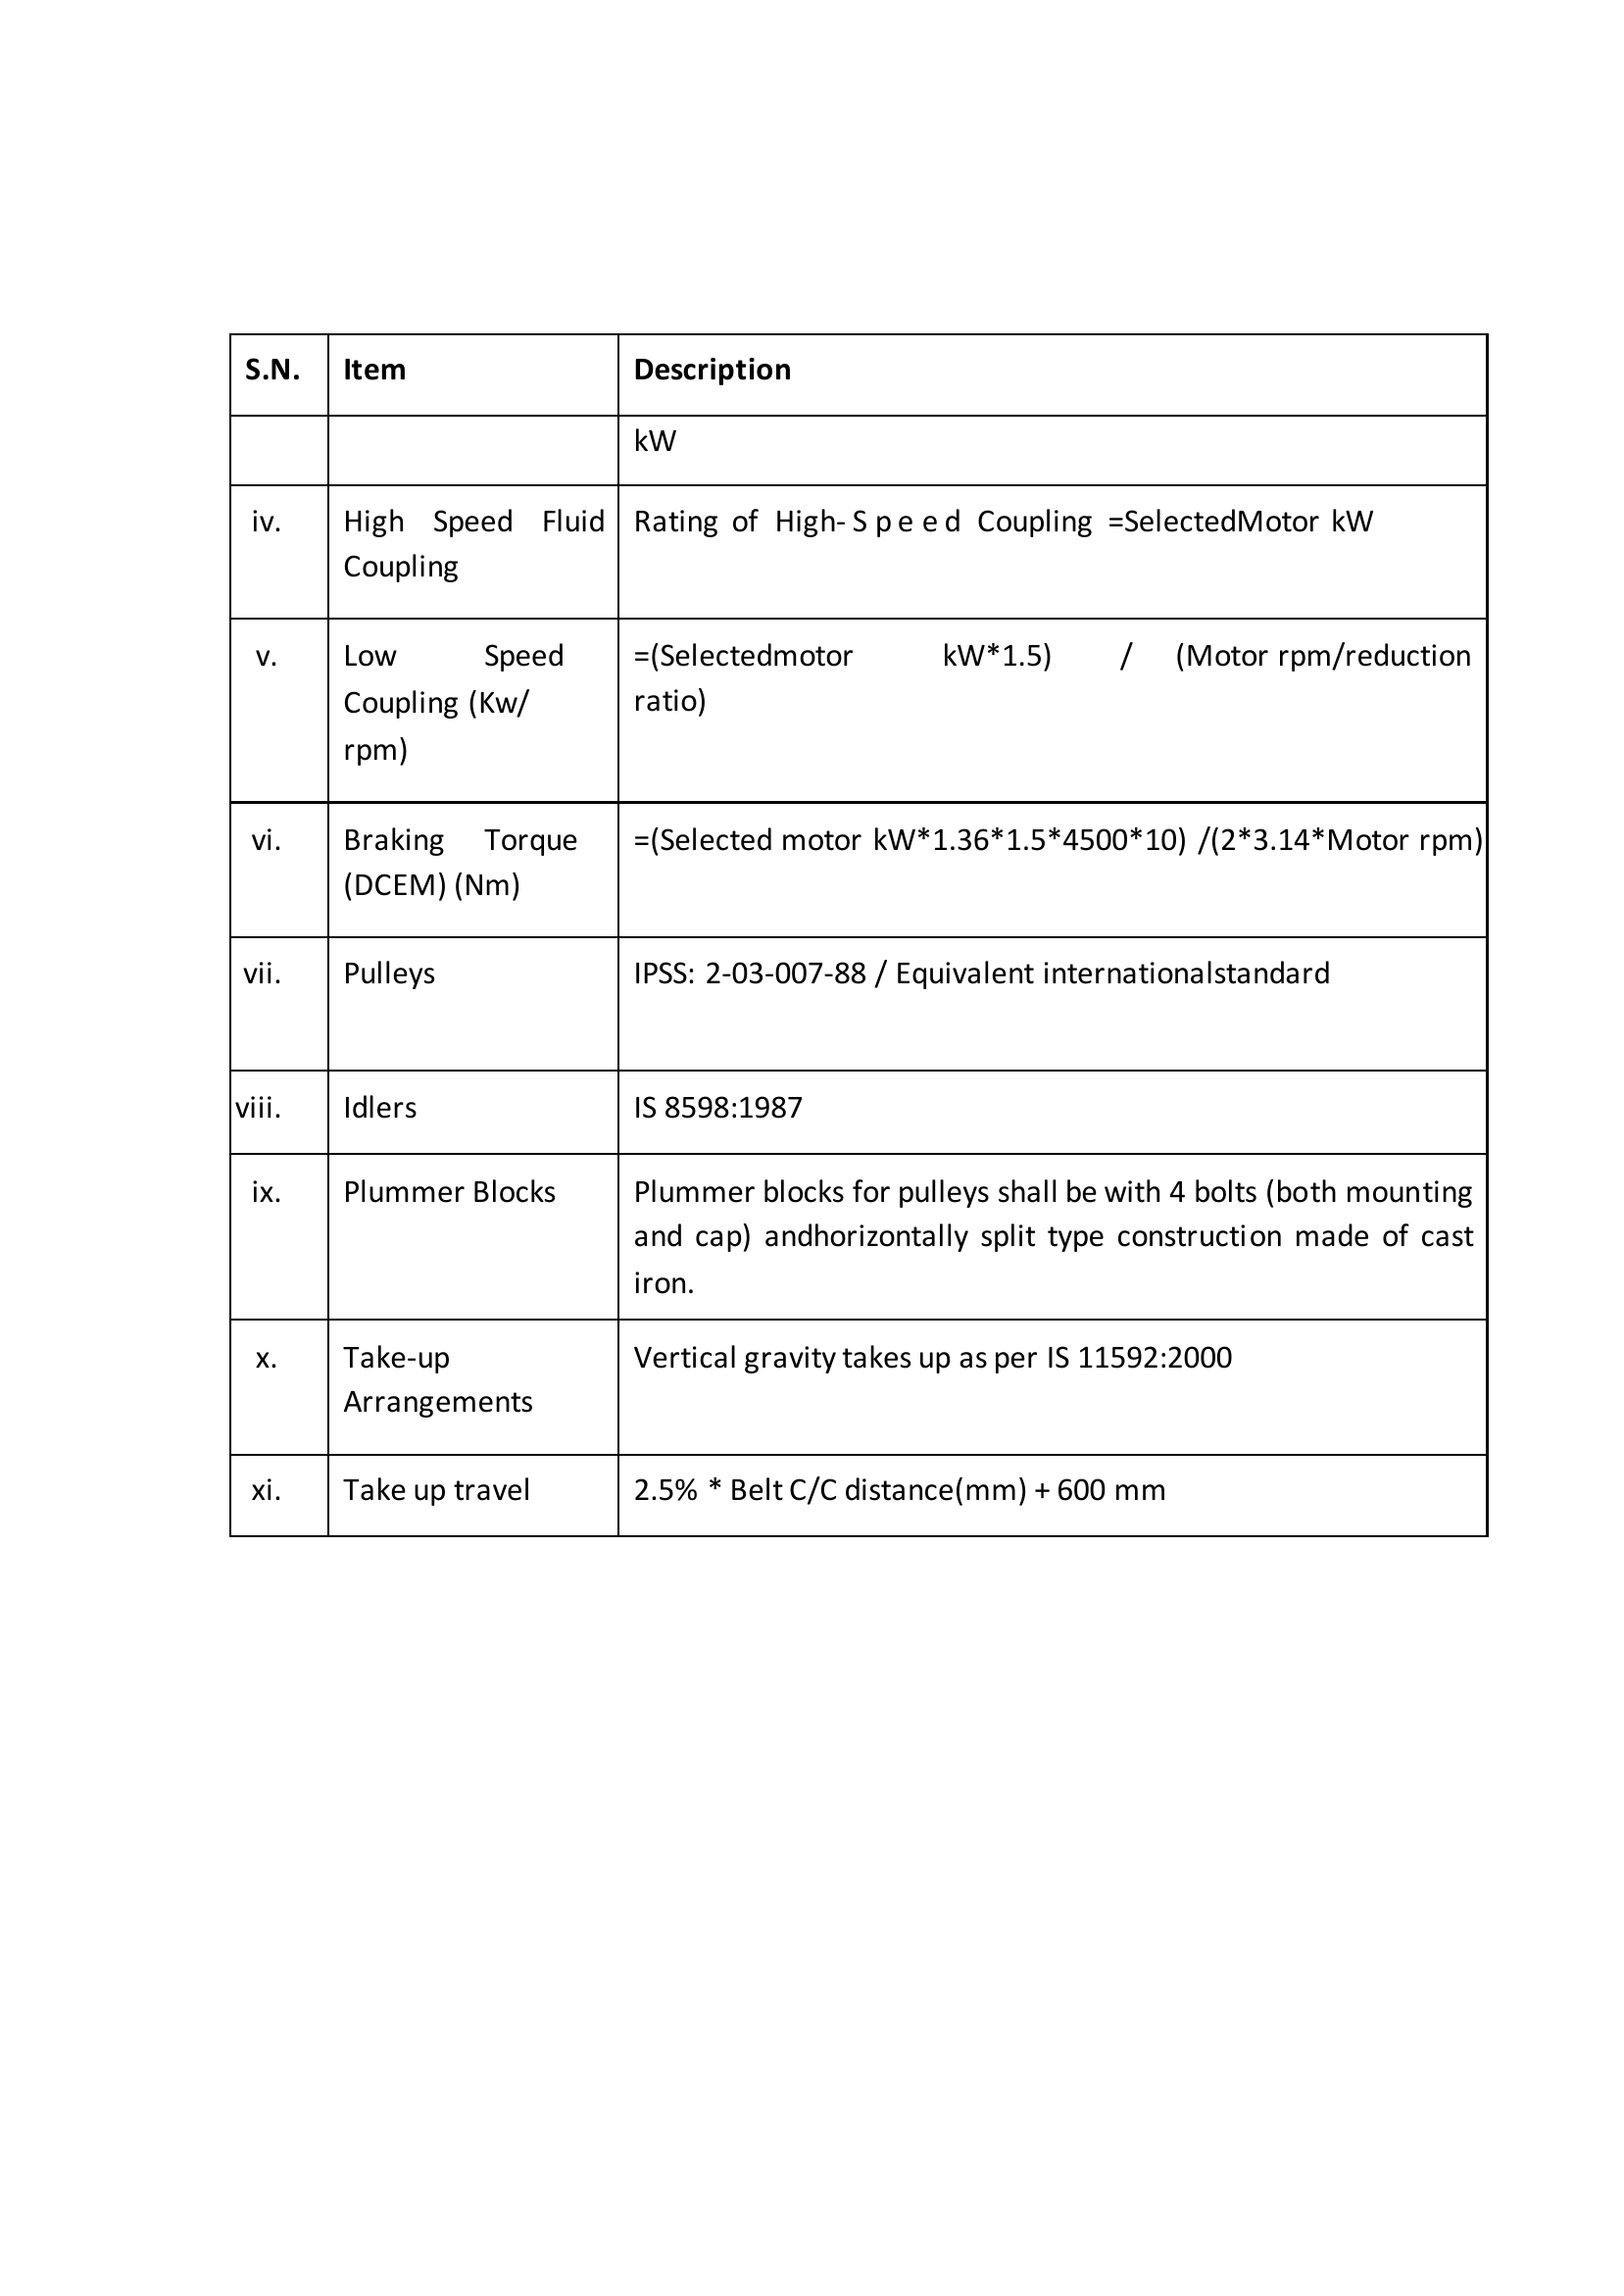 S.N. Item Description
kW
iv. High Speed Fluid Rating of High-Speed Coupling =SelectedMotor kW
Coupling
v. Low Speed =(Selectedmotor kW*1.5) / (Motor rpm/reduction
Coupling (Kw/ ratio)
rpm)
vi. Braking Torque =(Selected motor kW*1.36*1.5*4500*10) /(2*3.14*Motor rpm)
(DCEM) (Nm)
vii. Pulleys IPSS: 2-03-007-88 / Equivalent internationalstandard
viii. Idlers IS 8598:1987
ix. Plummer Blocks Plummer blocks for pulleys shall be with 4 bolts (both mounting
and cap) andhorizontally split type construction made of cast
iron.
x. Take-up Vertical gravity takes up as per IS 11592:2000
Arrangements
xi. Take up travel 2.5% * Belt C/C distance(mm) + 600 mm